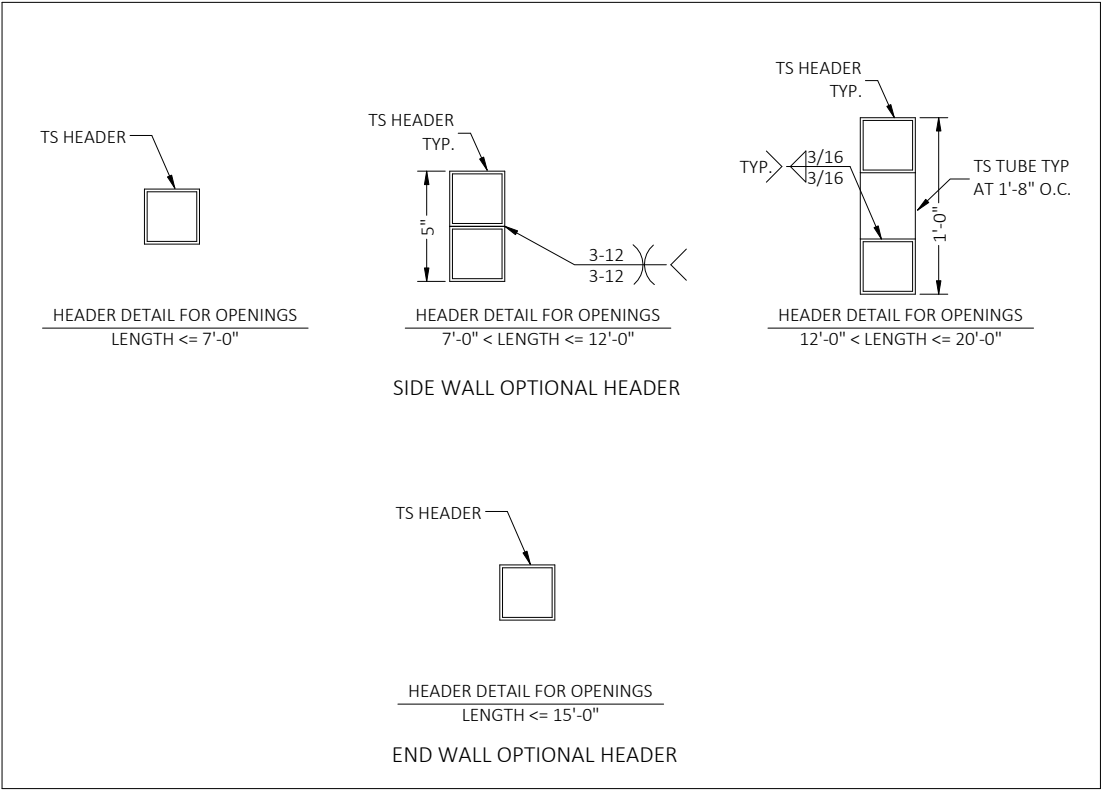 TS HEADER
HEADER DETAIL FOR OPENINGS
LENGTH <= 7'-0"
TS HEADER
TYP.
5"
3-12
3-12
HEADER DETAIL FOR OPENINGS
7'-0" < LENGTH <= 12'-0"
TS HEADER
TYP.
TYP.
3/16
3/16
TS TUBE TYP
AT 1'-8" O.C.
1'-0"
HEADER DETAIL FOR OPENINGS
12'-0" < LENGTH <= 20'-0"
SIDE WALL OPTIONAL HEADER
TS HEADER
HEADER DETAIL FOR OPENINGS
LENGTH <= 15'-0"
END WALL OPTIONAL HEADER